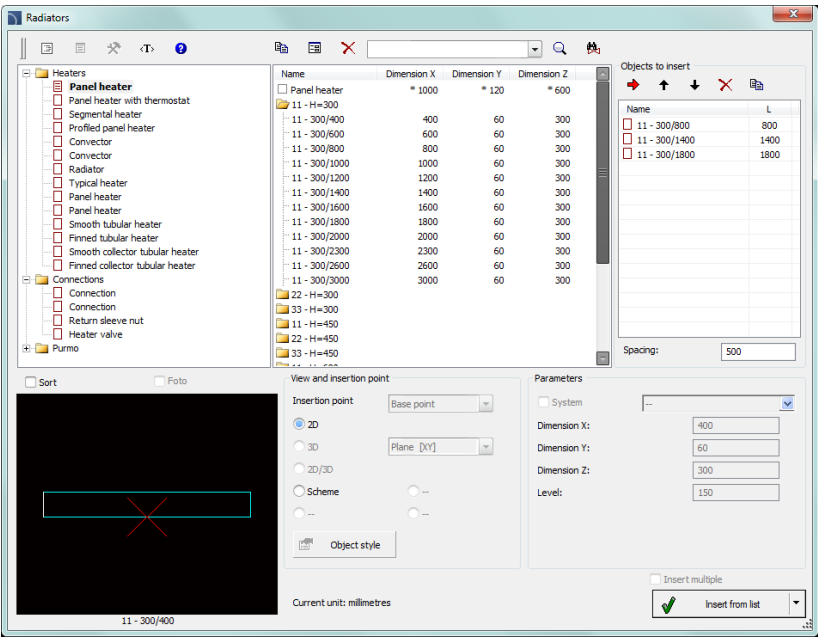 Radiators
<T>
Heaters
Panel heater
Panel heater with thermostat
Segmental heater
Profiled panel heater
Convector
Convector
Radiator
Typical heater
Panel heater
Panel heater
Smooth tubular heater
Finned tubular heater
Smooth collector tubular heater
Finned collector tubular heater
Connections
Connection
Connection
Return sleeve nut
Heater valve
Purmo
Name Dimension X Dimension Y Dimension Z
Panel heater * 1000 * 120 * 600
11 - H=300
11 - 300/400 400 60 300
11 - 300/600 600 60 300
11 - 300/800 800 60 300
11 - 300/1000 1000 60 300
11 - 300/1200 1200 60 300
11 - 300/1400 1400 60 300
11 - 300/1600 1600 60 300
11 - 300/1800 1800 60 300
11 - 300/2000 2000 60 300
11 - 300/2300 2300 60 300
11 - 300/2600 2600 60 300
11 - 300/3000 3000 60 300
22 - H=300
33 - H=300
11 - H=450
22 - H=450
33 - H=450
Objects to insert
Name L
11 - 300/800 800
11 - 300/1400 1400
11 - 300/1800 1800
Spacing: 500
Sort Foto
11 - 300/400
View and insertion point
Insertion point Base point
2D
3D Plane [XY]
2D/3D
Scheme --
-- --
Object style
Current unit: millimetres
Parameters
System --
Dimension X: 400
Dimension Y: 60
Dimension Z: 300
Level: 150
Insert multiple
Insert from list